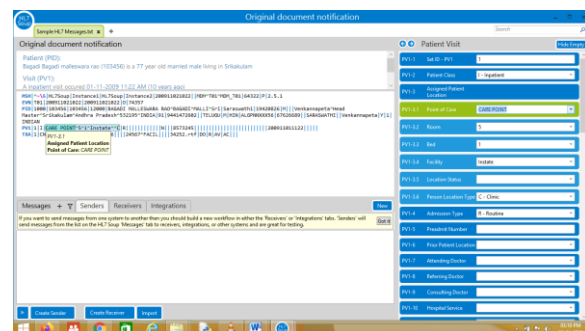 HL7 Soup
Original document notification
Sample HL7 Messages.txt x +
Search
Original document notification
Patient (PID):
Bagadi Bagadi malleswara rao (103456) is a 77 year old married male living in Srikakulam
Visit (PV1):
A inpatient visit occured 01-11-2009 11:22 AM (10 years ago)
INDIAN
PV1-3.1
Assigned Patient Location
Point of Care: CARE POINT
Messages + Senders Receivers Integrations New
If you want to send messages from one system to another then you should build a new workflow in either the 'Receivers' or 'Integrations' tabs. 'Senders' will
send messages from the list on the HL7 Soup 'Messages' tab to receivers, integrations, or other systems and are great for testing.
Got it
Create Sender Create Receiver Import
Patient Visit Hide Empty
PV1-1 Set ID - PV1 1
PV1-2 Patient Class I - Inpatient
PV1-3 Assigned Patient Location
PV1-3.1 Point of Care CARE POINT
PV1-3.2 Room 5
PV1-3.3 Bed 1
PV1-3.4 Facility Instate
PV1-3.5 Location Status
PV1-3.6 Person Location Type C - Clinic
PV1-4 Admission Type R - Routine
PV1-5 Preadmit Number
PV1-6 Prior Patient Location
PV1-7 Attending Doctor
PV1-8 Referring Doctor
PV1-9 Consulting Doctor
PV1-10 Hospital Service